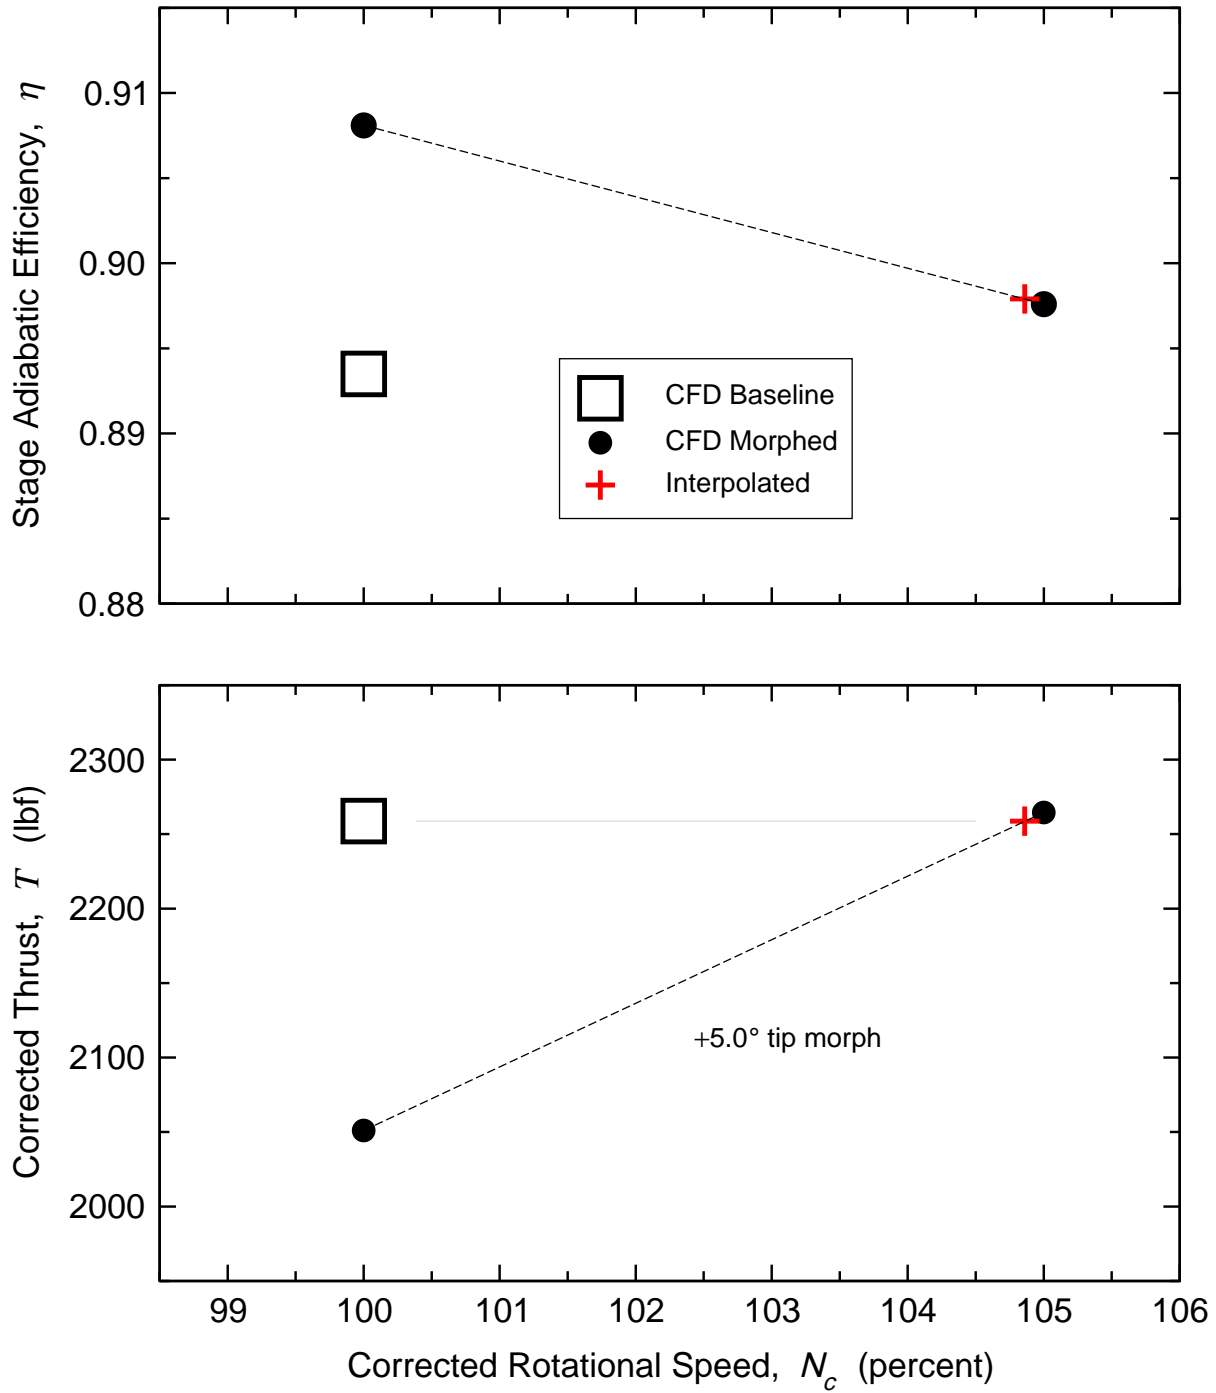 Stage Adiabatic Efficiency, η
0.91
0.90
0.89
0.88
CFD Baseline
CFD Morphed
Interpolated
Corrected Thrust, T (lbf)
2300
2200
2100
2000
+5.0° tip morph
99 100 101 102 103 104 105 106
Corrected Rotational Speed, N_c (percent)